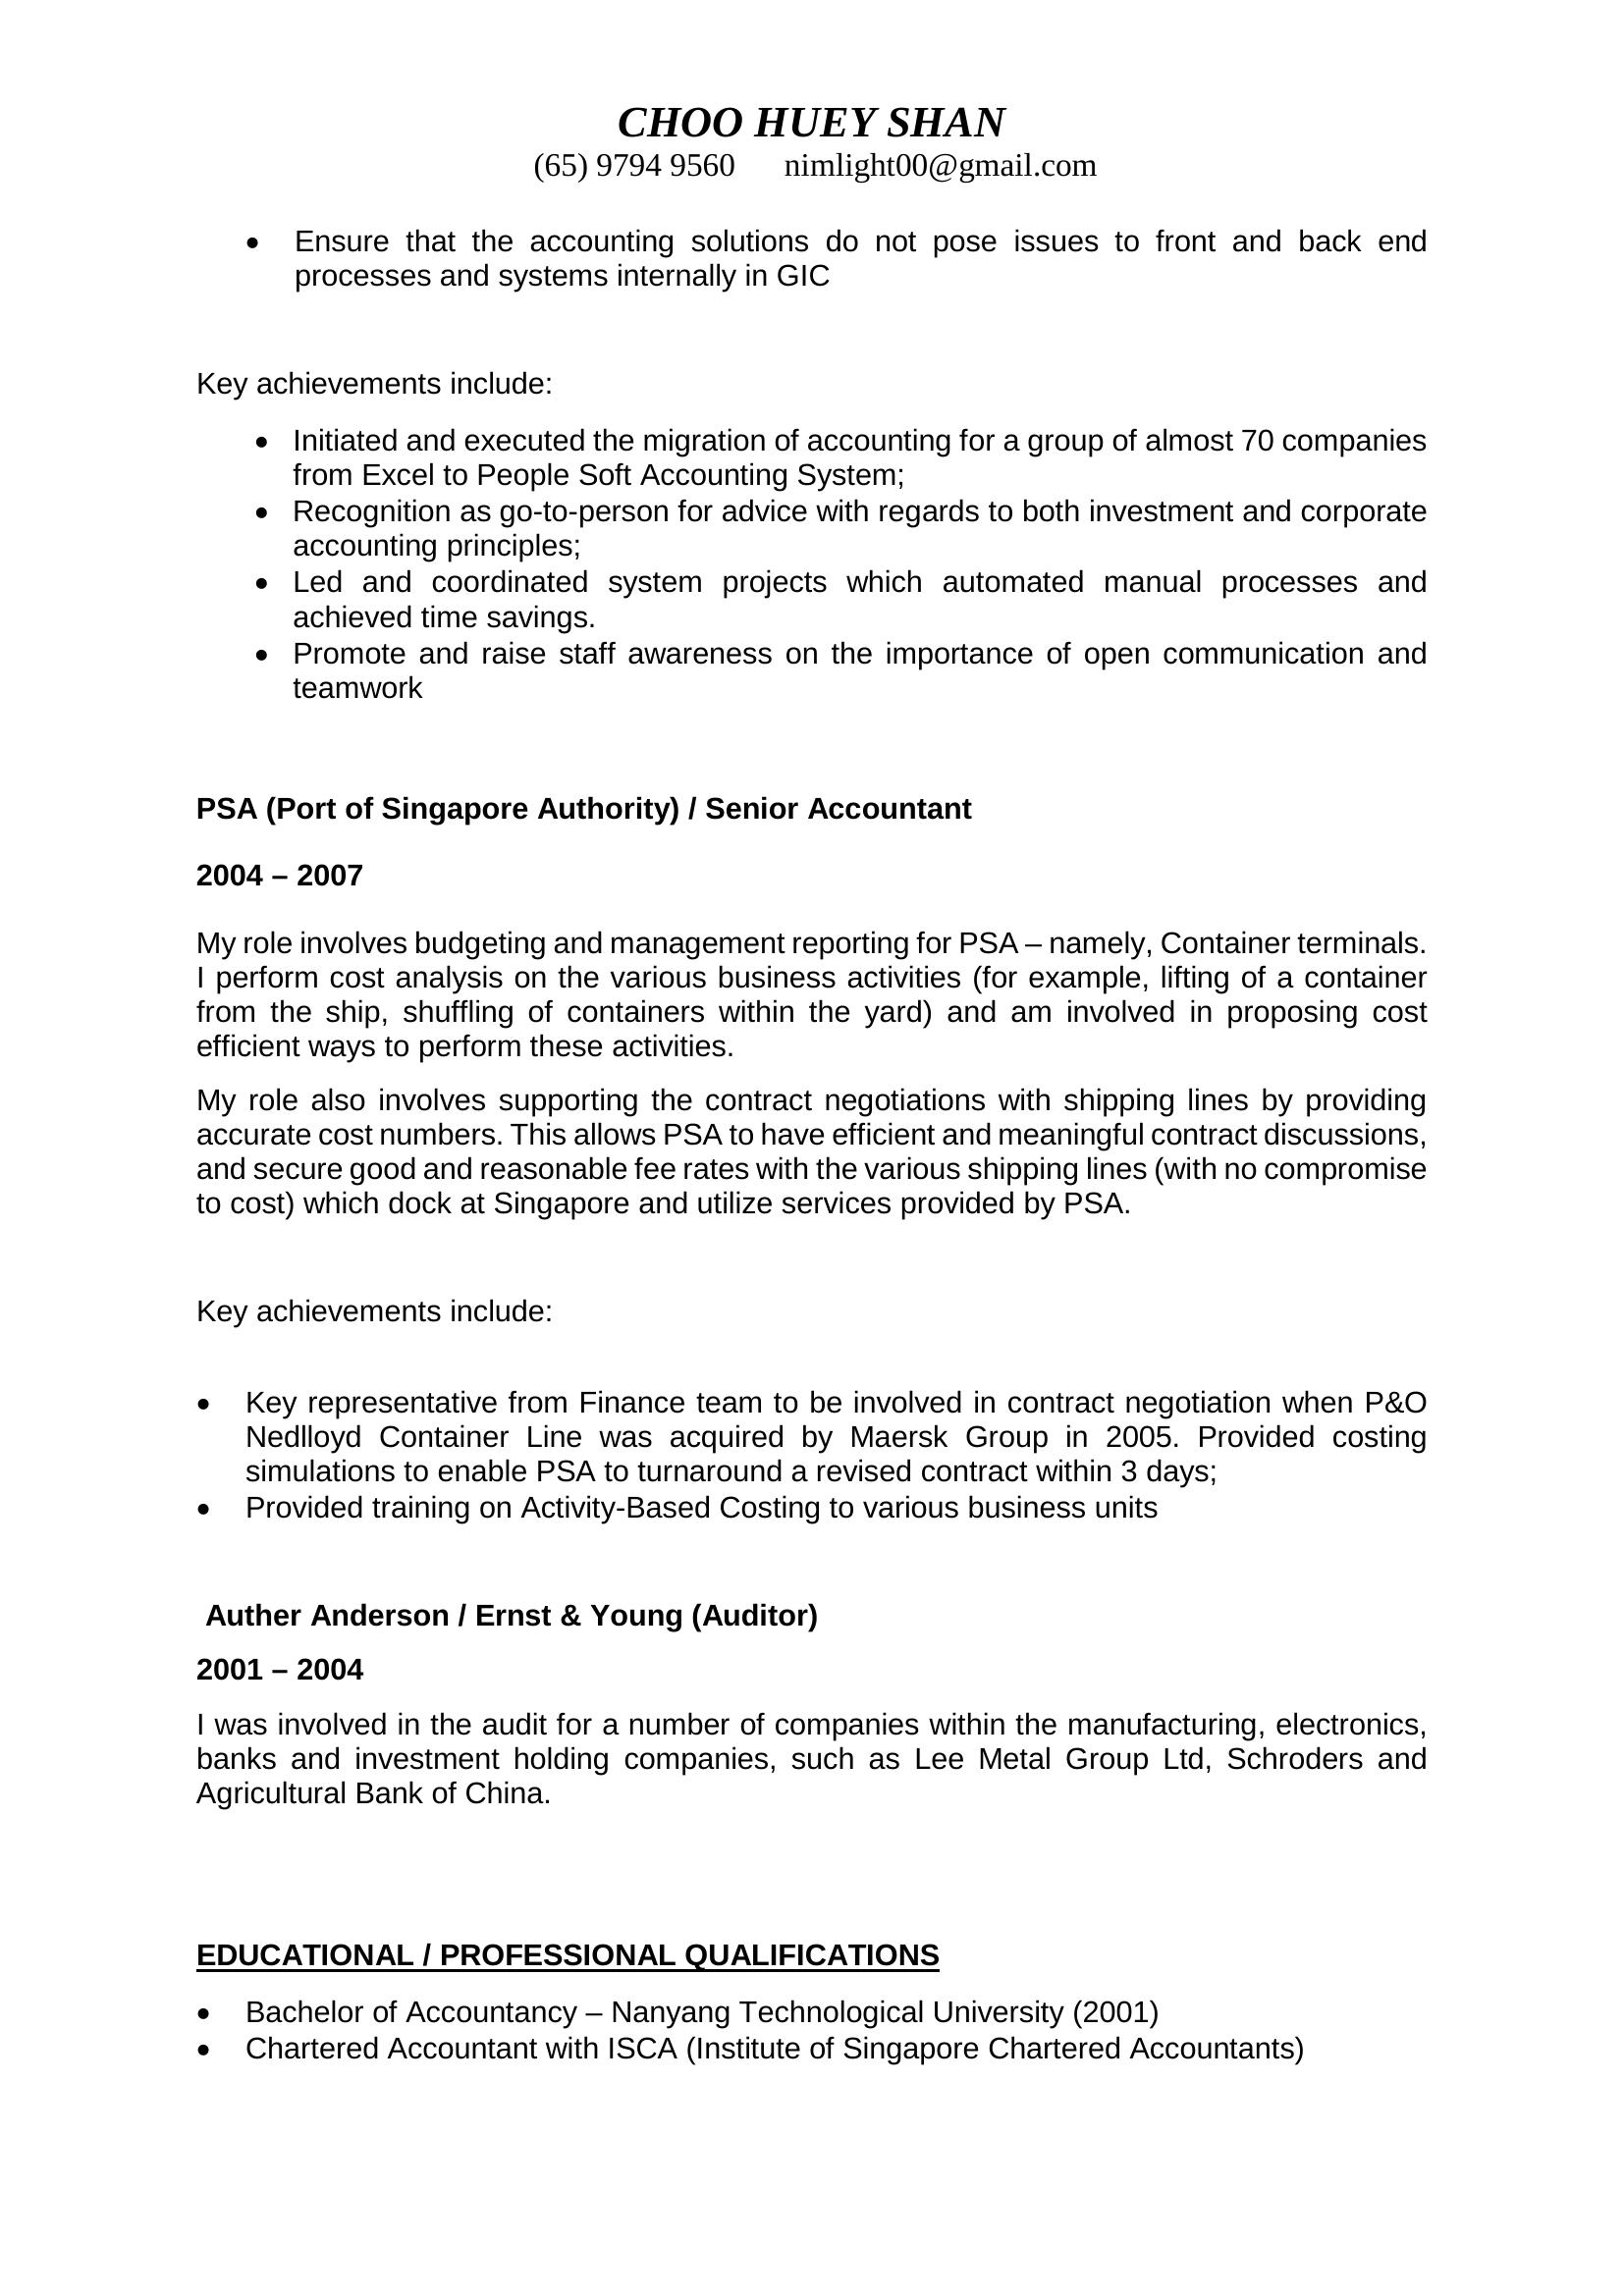 CHOO HUEY SHAN
(65) 9794 9560 nimlight00@gmail.com
• Ensure that the accounting solutions do not pose issues to front and back end
processes and systems internally in GIC
Key achievements include:
• Initiated and executed the migration of accounting for a group of almost 70 companies
from Excel to People Soft Accounting System;
• Recognition as go-to-person for advice with regards to both investment and corporate
accounting principles;
• Led and coordinated system projects which automated manual processes and
achieved time savings.
• Promote and raise staff awareness on the importance of open communication and
teamwork
PSA (Port of Singapore Authority) / Senior Accountant
2004 – 2007
My role involves budgeting and management reporting for PSA – namely, Container terminals.
I perform cost analysis on the various business activities (for example, lifting of a container
from the ship, shuffling of containers within the yard) and am involved in proposing cost
efficient ways to perform these activities.
My role also involves supporting the contract negotiations with shipping lines by providing
accurate cost numbers. This allows PSA to have efficient and meaningful contract discussions,
and secure good and reasonable fee rates with the various shipping lines (with no compromise
to cost) which dock at Singapore and utilize services provided by PSA.
Key achievements include:
• Key representative from Finance team to be involved in contract negotiation when P&O
Nedlloyd Container Line was acquired by Maersk Group in 2005. Provided costing
simulations to enable PSA to turnaround a revised contract within 3 days;
• Provided training on Activity-Based Costing to various business units
Auther Anderson / Ernst & Young (Auditor)
2001 – 2004
I was involved in the audit for a number of companies within the manufacturing, electronics,
banks and investment holding companies, such as Lee Metal Group Ltd, Schroders and
Agricultural Bank of China.
EDUCATIONAL / PROFESSIONAL QUALIFICATIONS
• Bachelor of Accountancy – Nanyang Technological University (2001)
• Chartered Accountant with ISCA (Institute of Singapore Chartered Accountants)